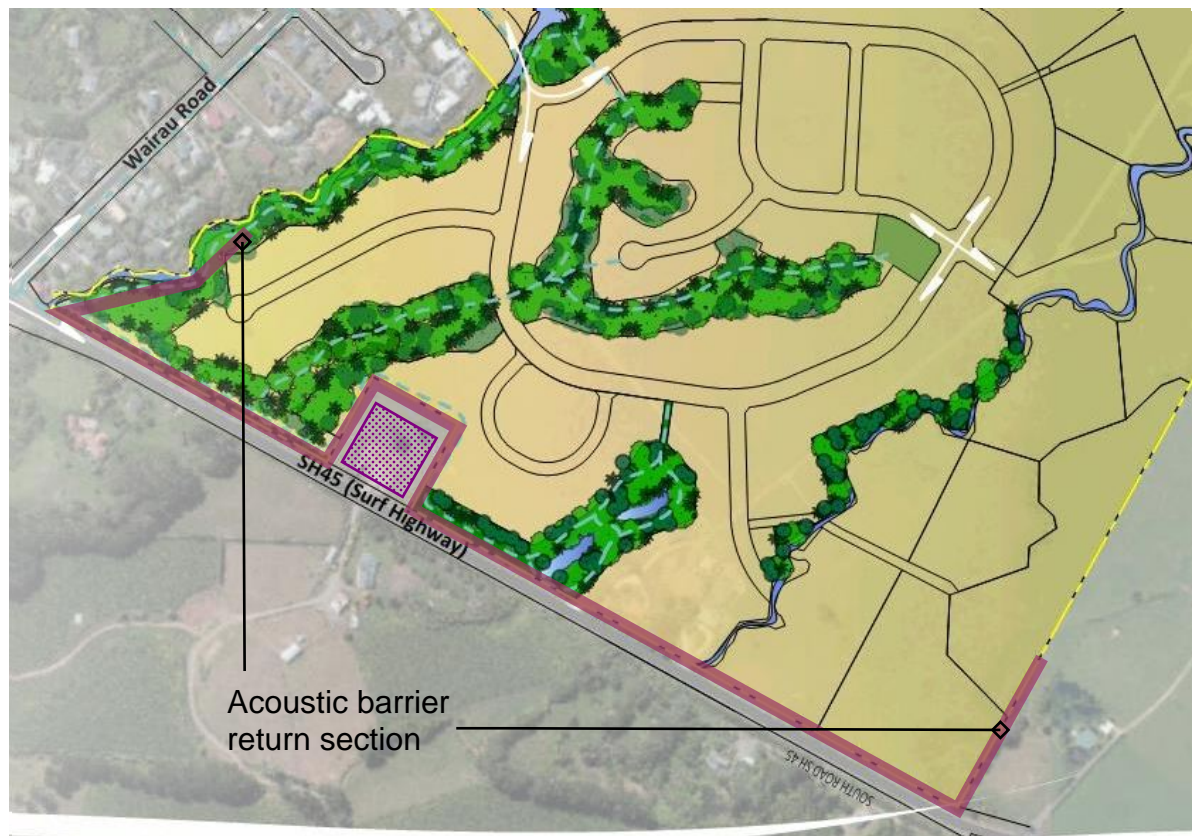 Wairau Road
SH45 (Surf Highway)
Acoustic barrier
return section
SOUTH ROAD SH 45